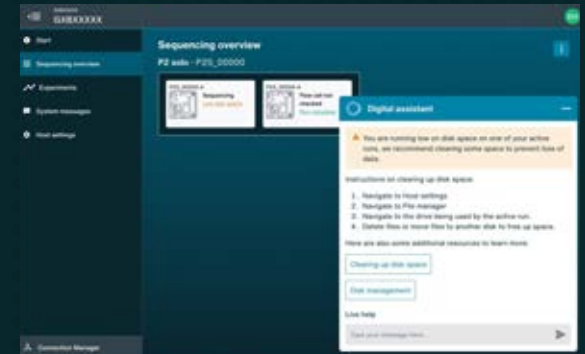 GXBXXXXX
Start
Sequencing overview
Experiments
System messages
Host settings
Connection Manager
Sequencing overview
P2 solo - P2S_00000
Sequencing
Low disk space
Flow cell not
checked
Digital assistant
You are running low on disk space on one of your active
runs, we recommend clearing some space to prevent loss of
data.
Instructions on clearing up disk space:
1. Navigate to Host settings
2. Navigate to File manager
3. Navigate to the drive being used by the active run.
4. Delete files or move files to another disk to free up space.
Here are also some additional resources to learn more:
Clearing up disk space
Disk management
Live help
Type your message here...